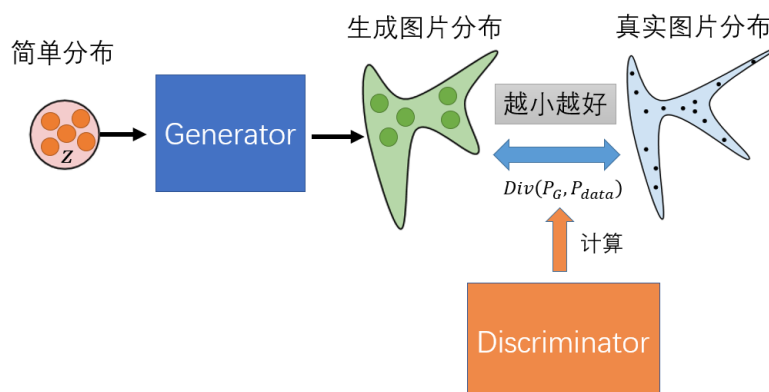 简单分布
生成图片分布
真实图片分布
z
Generator
越小越好
Div(P_G, P_data)
计算
Discriminator